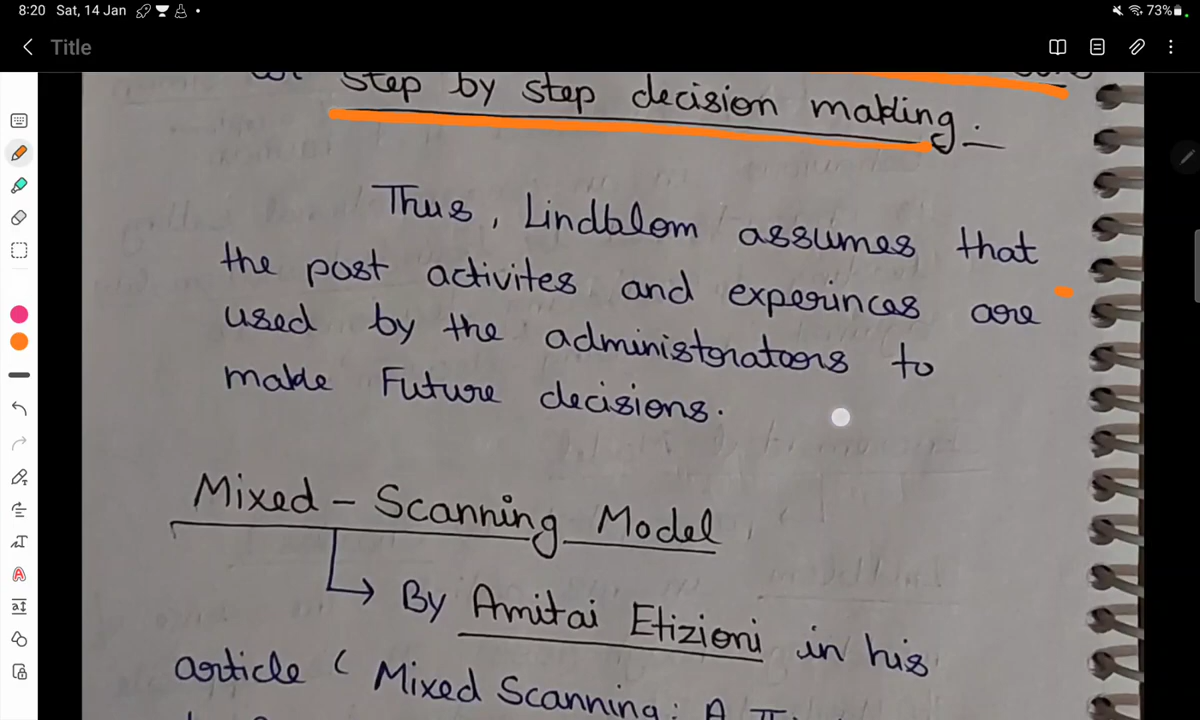 8:20 Sat, 14 Jan
73%
Title
step by step decision making.
Thus, Lindblom assumes that
the past activites and experinces are
used by the administrators to
make Future decisions.
Mixed - Scanning Model
By Amitai Etizioni in his
article ( Mixed Scanning: A